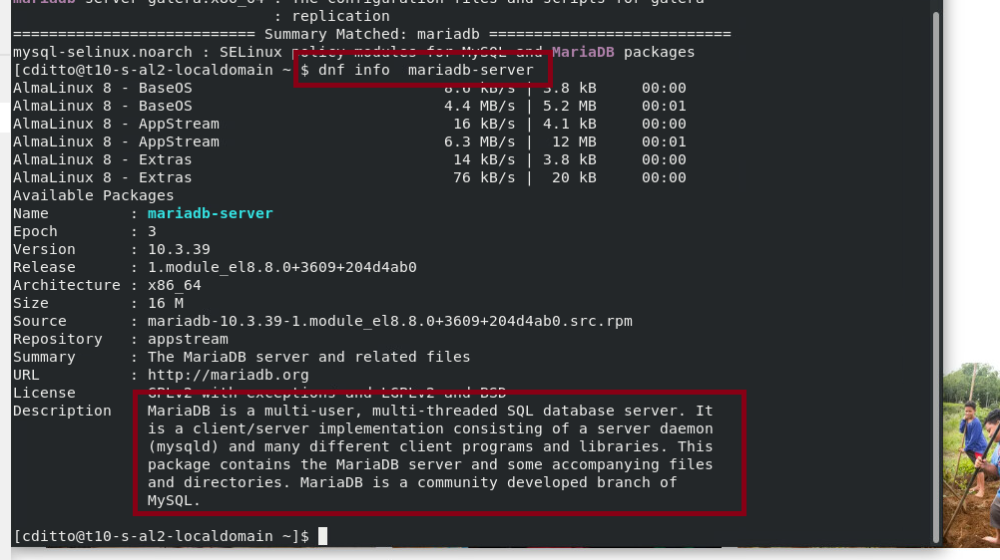 mariadb-server-galera.x86_64 : The configuration files and scripts for galera
: replication
=========================== Summary Matched: mariadb ===========================
mysql-selinux.noarch : SELinux policy modules for MySQL and MariaDB packages
[cditto@t10-s-al2-localdomain ~]$ dnf info  mariadb-server
AlmaLinux 8 - BaseOS 8.6 kB/s | 3.8 kB 00:00
AlmaLinux 8 - BaseOS 4.4 MB/s | 5.2 MB 00:01
AlmaLinux 8 - AppStream 16 kB/s | 4.1 kB 00:00
AlmaLinux 8 - AppStream 6.3 MB/s | 12 MB 00:01
AlmaLinux 8 - Extras 14 kB/s | 3.8 kB 00:00
AlmaLinux 8 - Extras 76 kB/s | 20 kB 00:00
Available Packages
Name : mariadb-server
Epoch : 3
Version : 10.3.39
Release : 1.module_el8.8.0+3609+204d4ab0
Architecture : x86_64
Size : 16 M
Source : mariadb-10.3.39-1.module_el8.8.0+3609+204d4ab0.src.rpm
Repository : appstream
Summary : The MariaDB server and related files
URL : http://mariadb.org
License GPLv2 with exceptions and LGPLv2 and BSD
Description MariaDB is a multi-user, multi-threaded SQL database server. It
is a client/server implementation consisting of a server daemon
(mysqld) and many different client programs and libraries. This
package contains the MariaDB server and some accompanying files
and directories. MariaDB is a community developed branch of
MySQL.
[cditto@t10-s-al2-localdomain ~]$